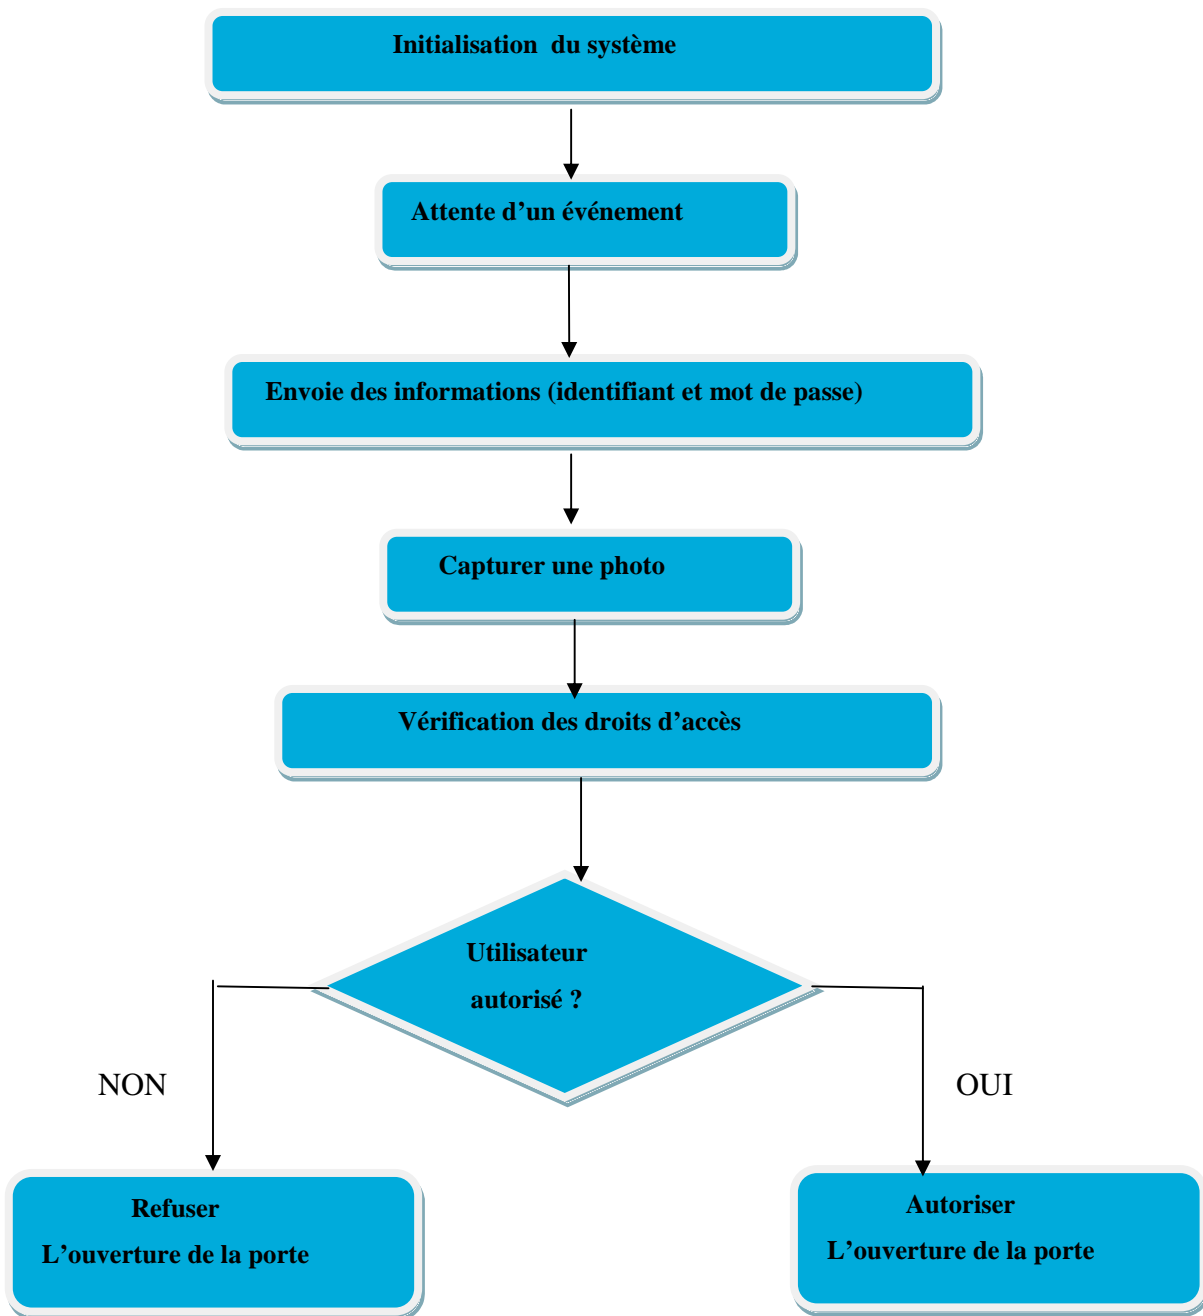 Initialisation du système
Attente d’un événement
Envoie des informations (identifiant et mot de passe)
Capturer une photo
Vérification des droits d’accès
Utilisateur
autorisé ?
NON
OUI
Refuser
L’ouverture de la porte
Autoriser
L’ouverture de la porte